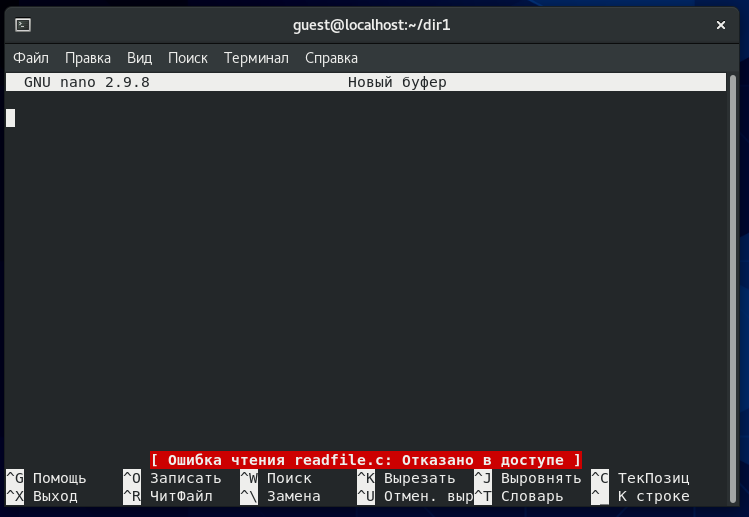 guest@localhost:~/dir1
Файл Правка Вид Поиск Терминал Справка
GNU nano 2.9.8 Новый буфер
[ Ошибка чтения readfile.c: Отказано в доступе ]
^G Помощь ^O Записать ^W Поиск ^K Вырезать ^J Выровнять ^C ТекПозиц
^X Выход ^R ЧитФайл ^\ Замена ^U Отмен. выр ^T Словарь ^_ К строке